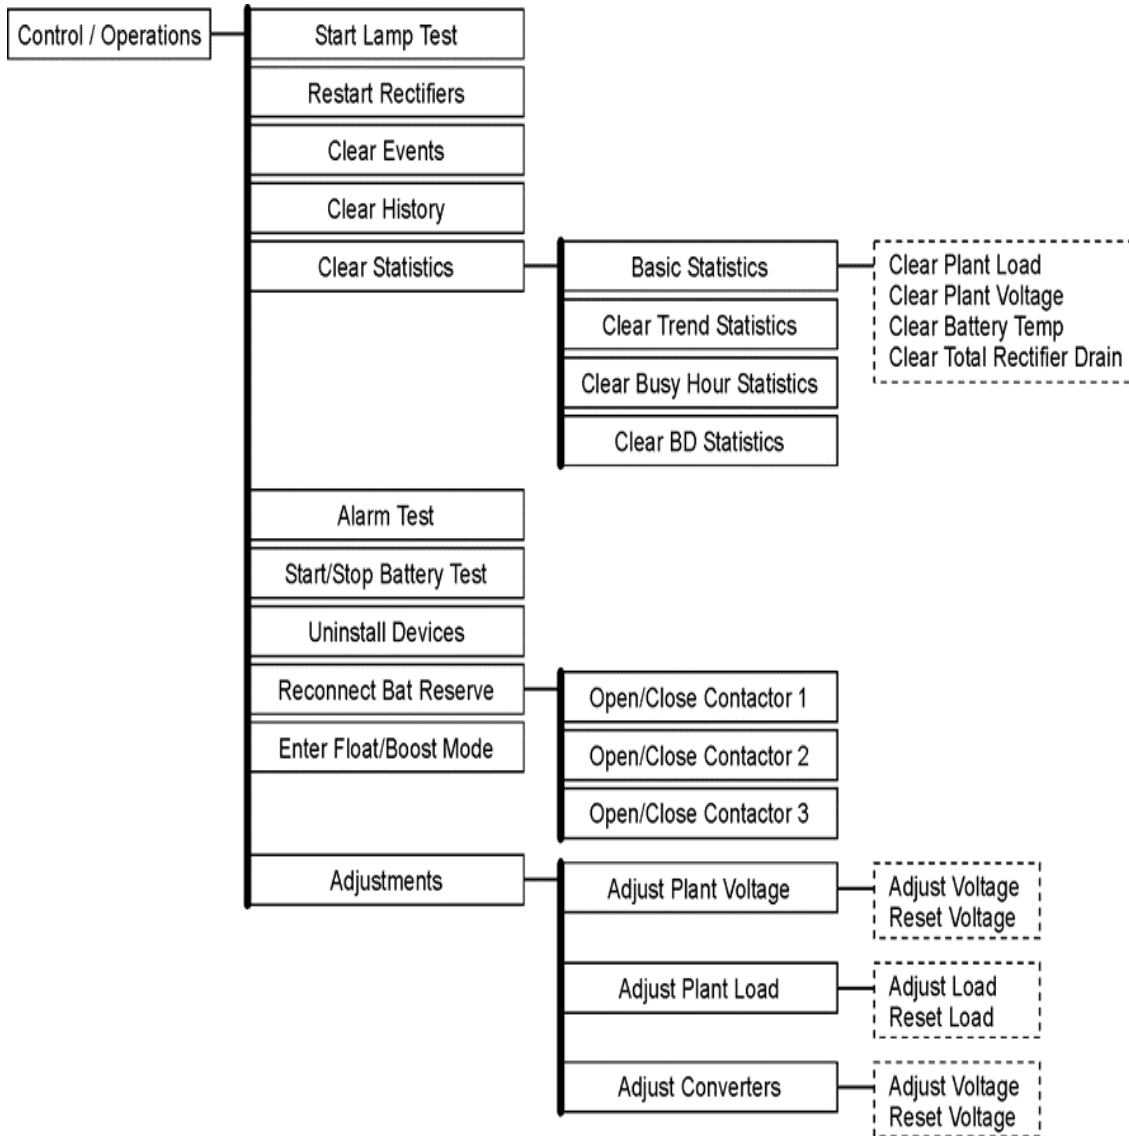 Control / Operations
Start Lamp Test
Restart Rectifiers
Clear Events
Clear History
Clear Statistics
Basic Statistics
Clear Plant Load
Clear Plant Voltage
Clear Battery Temp
Clear Total Rectifier Drain
Clear Trend Statistics
Clear Busy Hour Statistics
Clear BD Statistics
Alarm Test
Start/Stop Battery Test
Uninstall Devices
Reconnect Bat Reserve
Open/Close Contactor 1
Open/Close Contactor 2
Open/Close Contactor 3
Enter Float/Boost Mode
Adjustments
Adjust Plant Voltage
Adjust Voltage
Reset Voltage
Adjust Plant Load
Adjust Load
Reset Load
Adjust Converters
Adjust Voltage
Reset Voltage